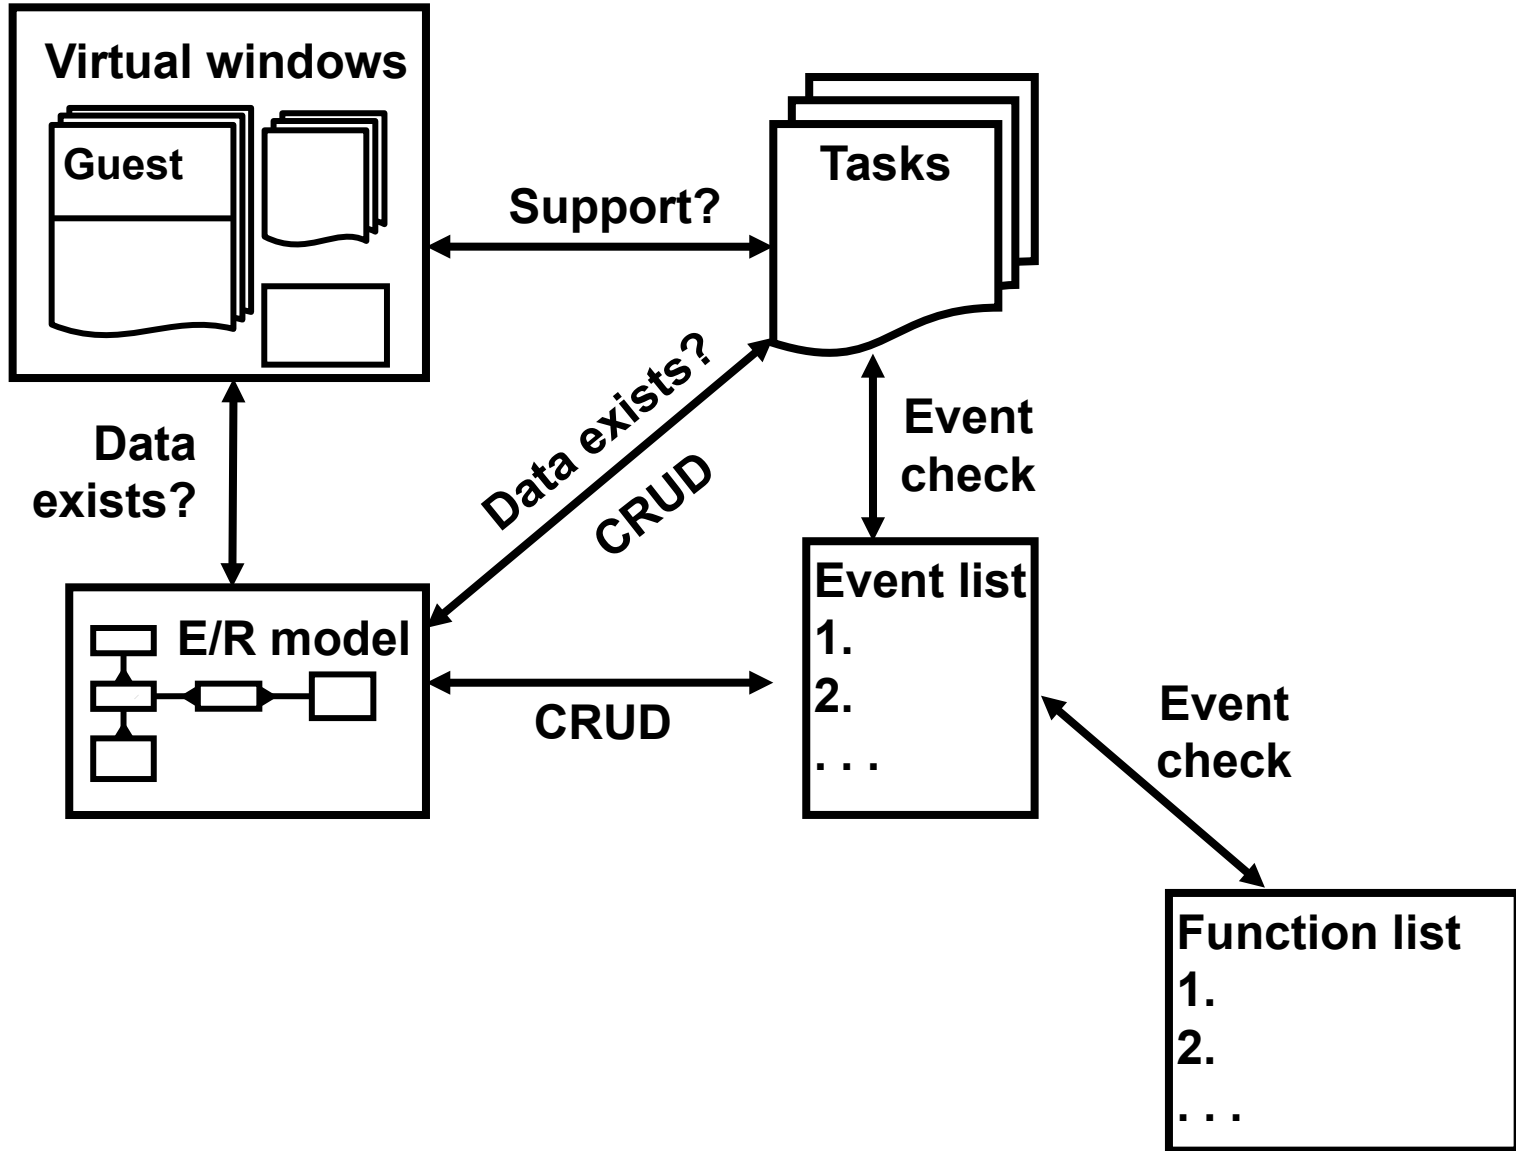 Virtual windows
Guest
Support?
Tasks
Data exists?
CRUD
Data
exists?
Event
check
E/R model
CRUD
Event list
1.
2.
. . .
Event
check
Function list
1.
2.
. . .